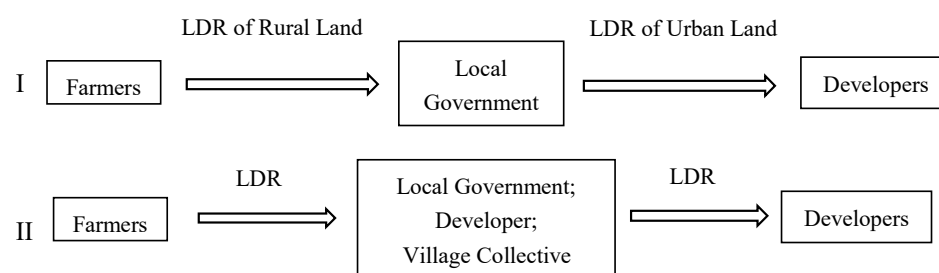 LDR of Rural Land
LDR of Urban Land
I
Farmers
Local
Government
Developers
LDR
LDR
II
Farmers
Local Government;
Developer;
Village Collective
Developers